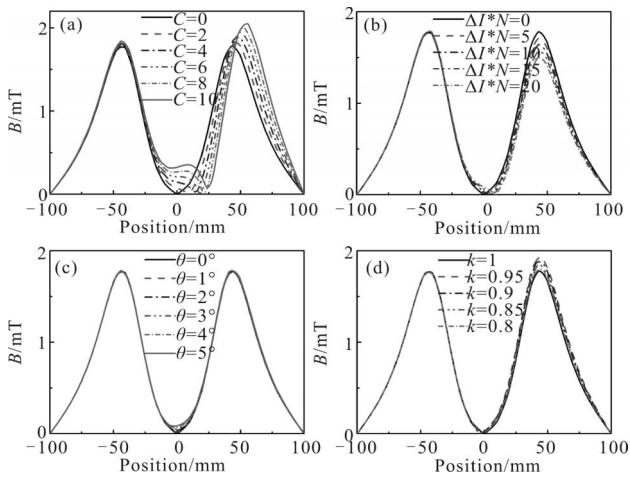 (a)
C=0
C=2
C=4
C=6
C=8
C=10
B/mT
2
1
0
−100 −50 0 50 100
Position/mm
(b)
ΔI*N=0
ΔI*N=5
ΔI*N=15
ΔI*N=20
B/mT
2
1
0
−100 −50 0 50 100
Position/mm
(c)
θ=0°
θ=1°
θ=2°
θ=3°
θ=4°
θ=5°
B/mT
2
1
0
−100 −50 0 50 100
Position/mm
(d)
k=1
k=0.95
k=0.9
k=0.85
k=0.8
B/mT
2
1
0
−100 −50 0 50 100
Position/mm